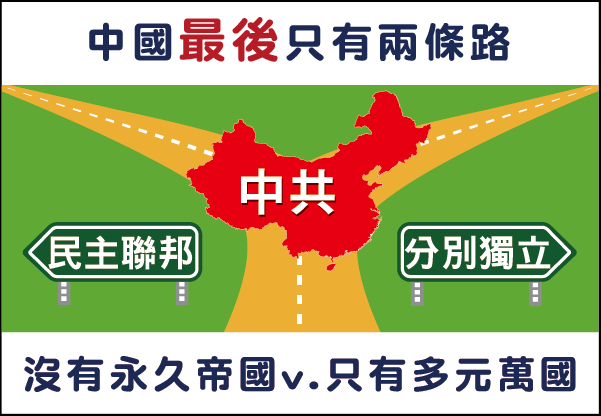 中國最後只有兩條路
中共
民主聯邦
分別獨立
沒有永久帝國v.只有多元萬國